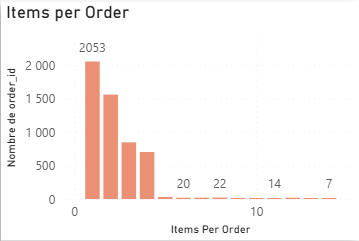 Items per Order
2053
2 000
1 500
1 000
500
0
20 22 14 7
0 10
Nombre de order_id
Items Per Order